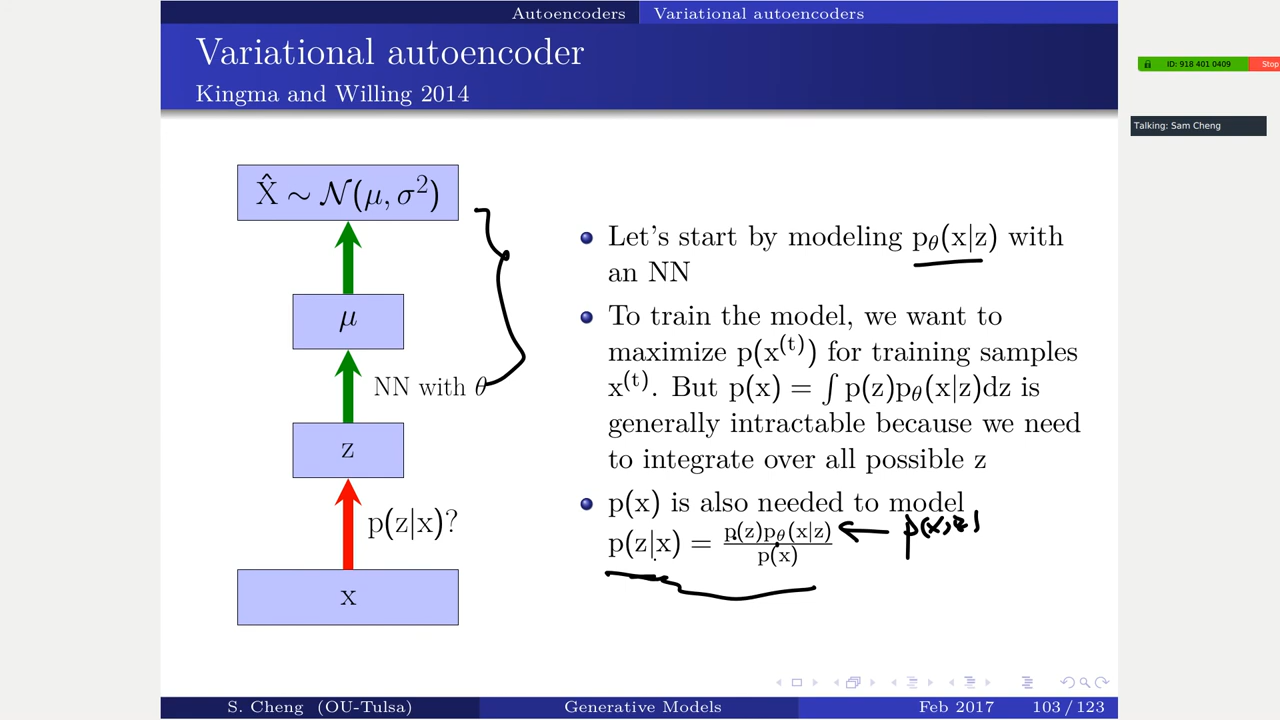 Autoencoders Variational autoencoders
Variational autoencoder
Kingma and Willing 2014
ID: 918 401 0409 Stop
Talking: Sam Cheng
X̂ ∼ 𝒩(μ, σ²)
μ
NN with θ
z
p(z|x)?
x
Let's start by modeling pθ(x|z) with
an NN
To train the model, we want to
maximize p(x⁽ᵗ⁾) for training samples
x⁽ᵗ⁾. But p(x) = ∫ p(z)pθ(x|z)dz is
generally intractable because we need
to integrate over all possible z
p(x) is also needed to model
p(z|x) = p(z)pθ(x|z) / p(x)
p(x,z)
S. Cheng (OU-Tulsa) Generative Models Feb 2017 103 / 123